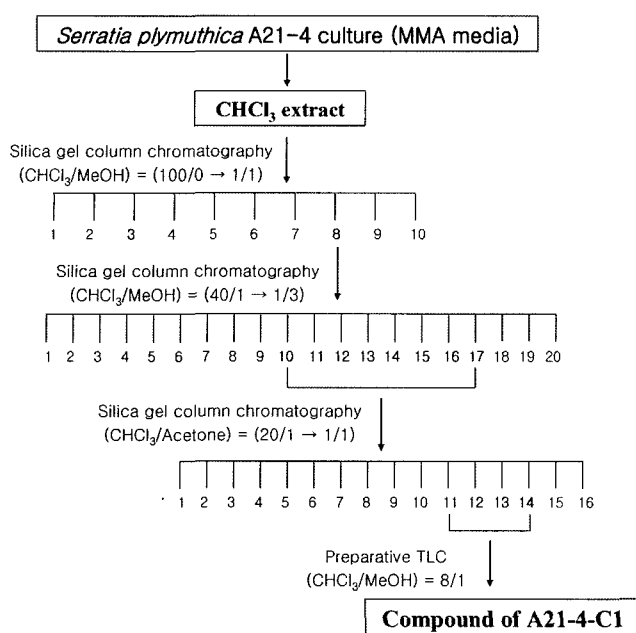 Serratia plymuthica A21-4 culture (MMA media)
CHCl₃ extract
Silica gel column chromatography
(CHCl₃/MeOH) = (100/0 → 1/1)
1 2 3 4 5 6 7 8 9 10
Silica gel column chromatography
(CHCl₃/MeOH) = (40/1 → 1/3)
1 2 3 4 5 6 7 8 9 10 11 12 13 14 15 16 17 18 19 20
Silica gel column chromatography
(CHCl₃/Acetone) = (20/1 → 1/1)
1 2 3 4 5 6 7 8 9 10 11 12 13 14 15 16
Preparative TLC
(CHCl₃/MeOH) = 8/1
Compound of A21-4-C1